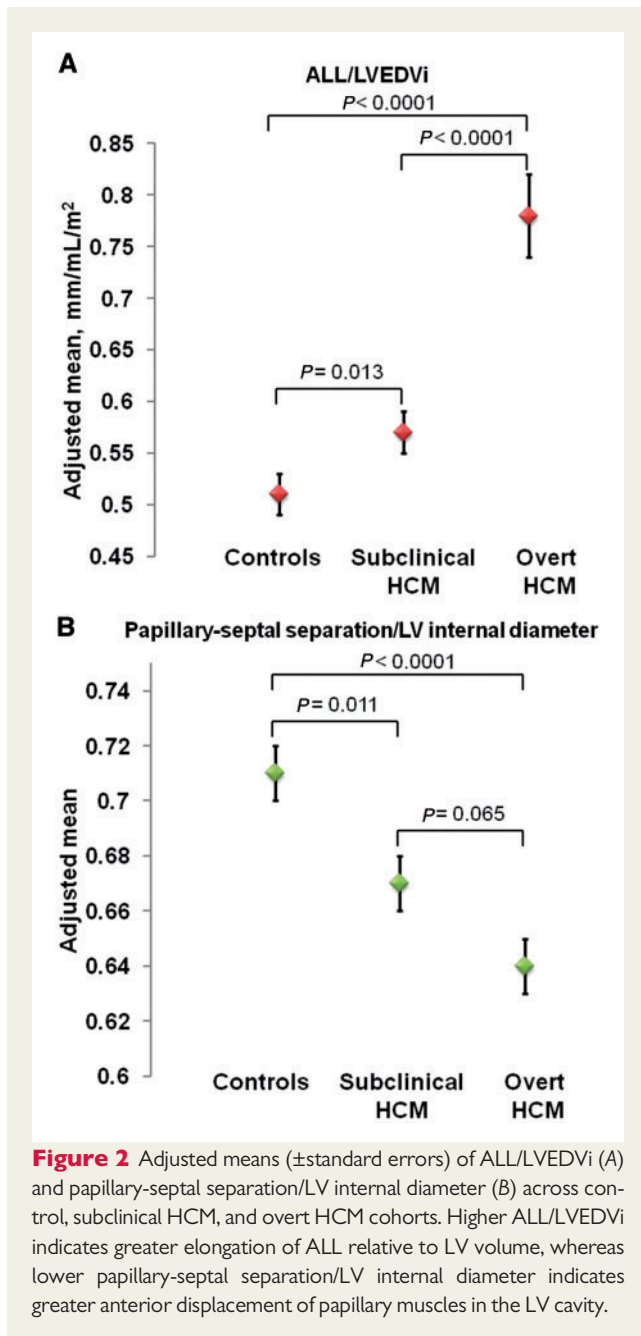 A
ALL/LVEDVi
P< 0.0001
P< 0.0001
P= 0.013
Adjusted mean, mm/mL/m²
0.85
0.8
0.75
0.7
0.65
0.6
0.55
0.5
0.45
Controls
Subclinical
HCM
Overt
HCM
B
Papillary-septal separation/LV internal diameter
P< 0.0001
P= 0.011
P= 0.065
Adjusted mean
0.74
0.72
0.7
0.68
0.66
0.64
0.62
0.6
Controls
Subclinical
HCM
Overt
HCM
Figure 2 Adjusted means (±standard errors) of ALL/LVEDVi (A)
and papillary-septal separation/LV internal diameter (B) across con-
trol, subclinical HCM, and overt HCM cohorts. Higher ALL/LVEDVi
indicates greater elongation of ALL relative to LV volume, whereas
lower papillary-septal separation/LV internal diameter indicates
greater anterior displacement of papillary muscles in the LV cavity.